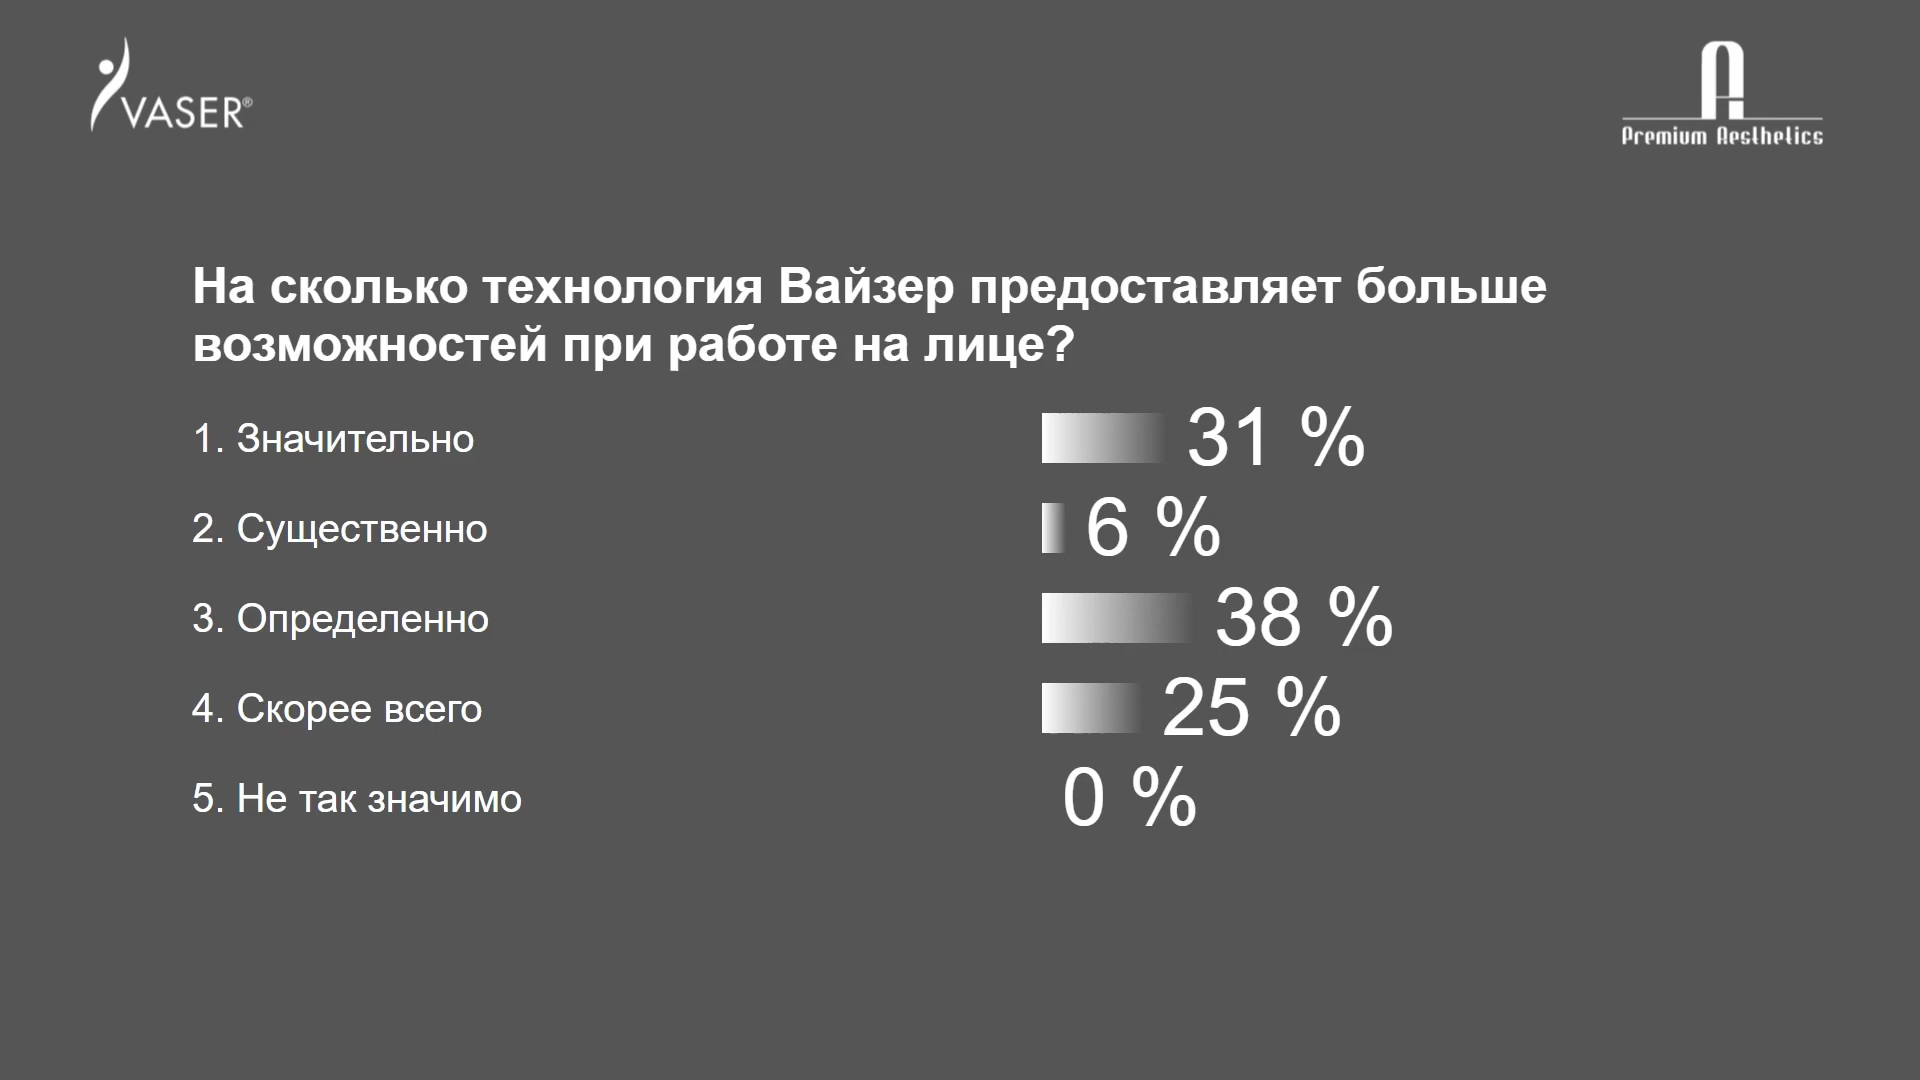 VASER®
Premium Aesthetics
На сколько технология Вайзер предоставляет больше
возможностей при работе на лице?
1. Значительно 31 %
2. Существенно 6 %
3. Определенно 38 %
4. Скорее всего 25 %
5. Не так значимо 0 %